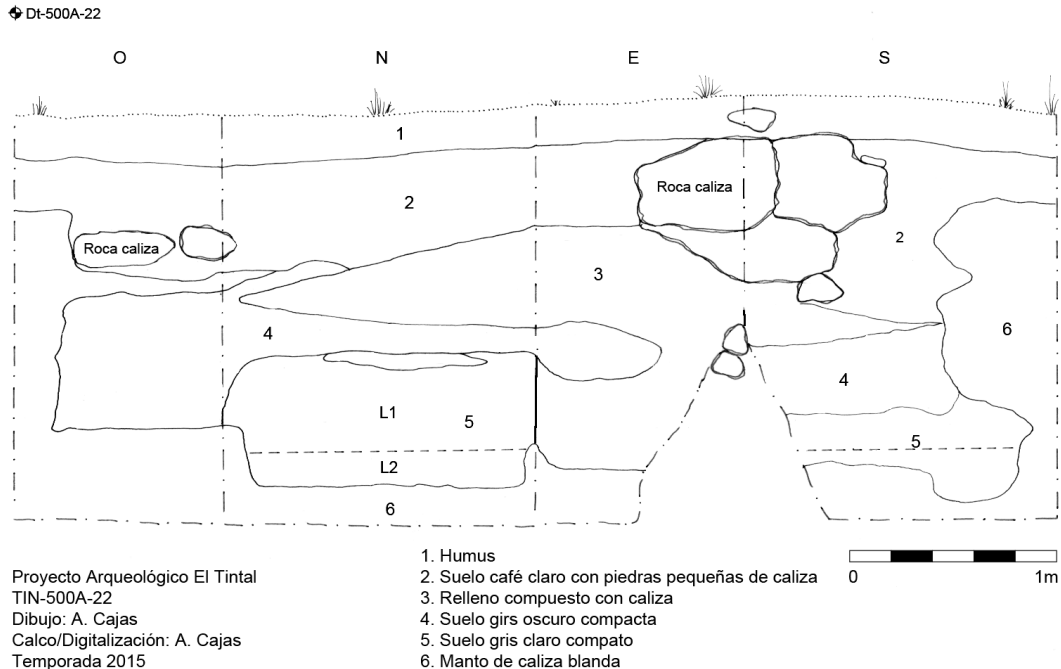 Dt-500A-22
O N E S
1
2
Roca caliza
2
Roca caliza
3
4
6
4
L1 5
5
L2
6
Proyecto Arqueológico El Tintal
TIN-500A-22
Dibujo: A. Cajas
Calco/Digitalización: A. Cajas
Temporada 2015
1. Humus
2. Suelo café claro con piedras pequeñas de caliza
3. Relleno compuesto con caliza
4. Suelo girs oscuro compacta
5. Suelo gris claro compato
6. Manto de caliza blanda
0 1m